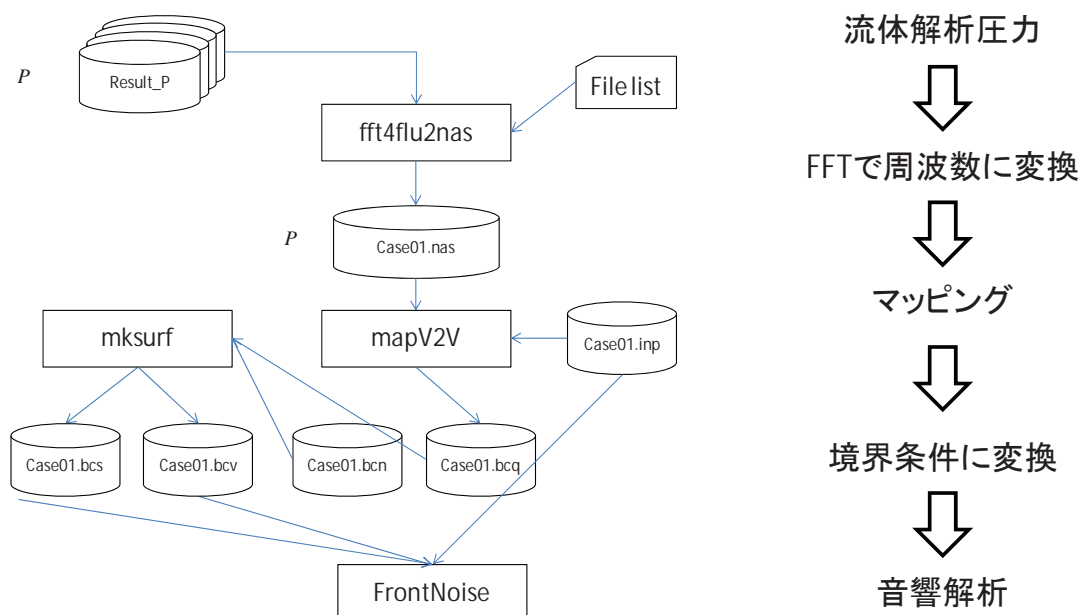 流体解析圧力
P
Result_P
File list
fft4flu2nas
FFTで周波数に変換
P
Case01.nas
マッピング
mksurf
mapV2V
Case01.inp
Case01.bcs
Case01.bcv
Case01.bcn
Case01.bcq
境界条件に変換
FrontNoise
音響解析